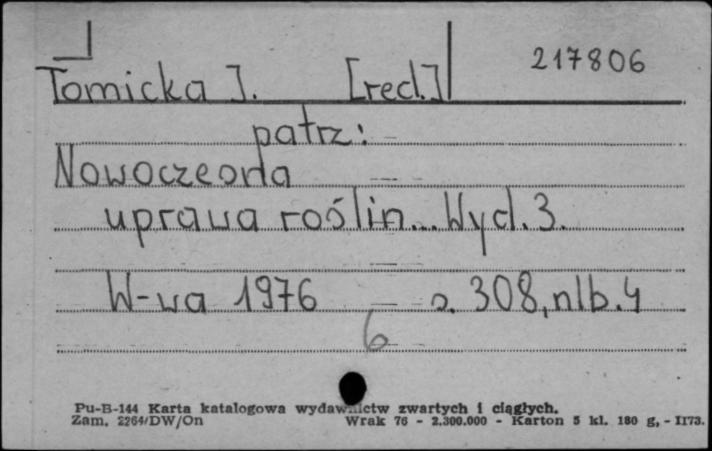 217806
Tomicka J. [red.]
patrz:
Nowoczesna
uprawa roślin... Wyd. 3.
W-wa 1976 s. 308, nlb. 4
6
Pu-B-144 Karta katalogowa wydawnictw zwartych i ciągłych.
Zam. 2264/DW/On Wrak 76 - 2.300.000 - Karton 5 kl. 180 g, - II73.